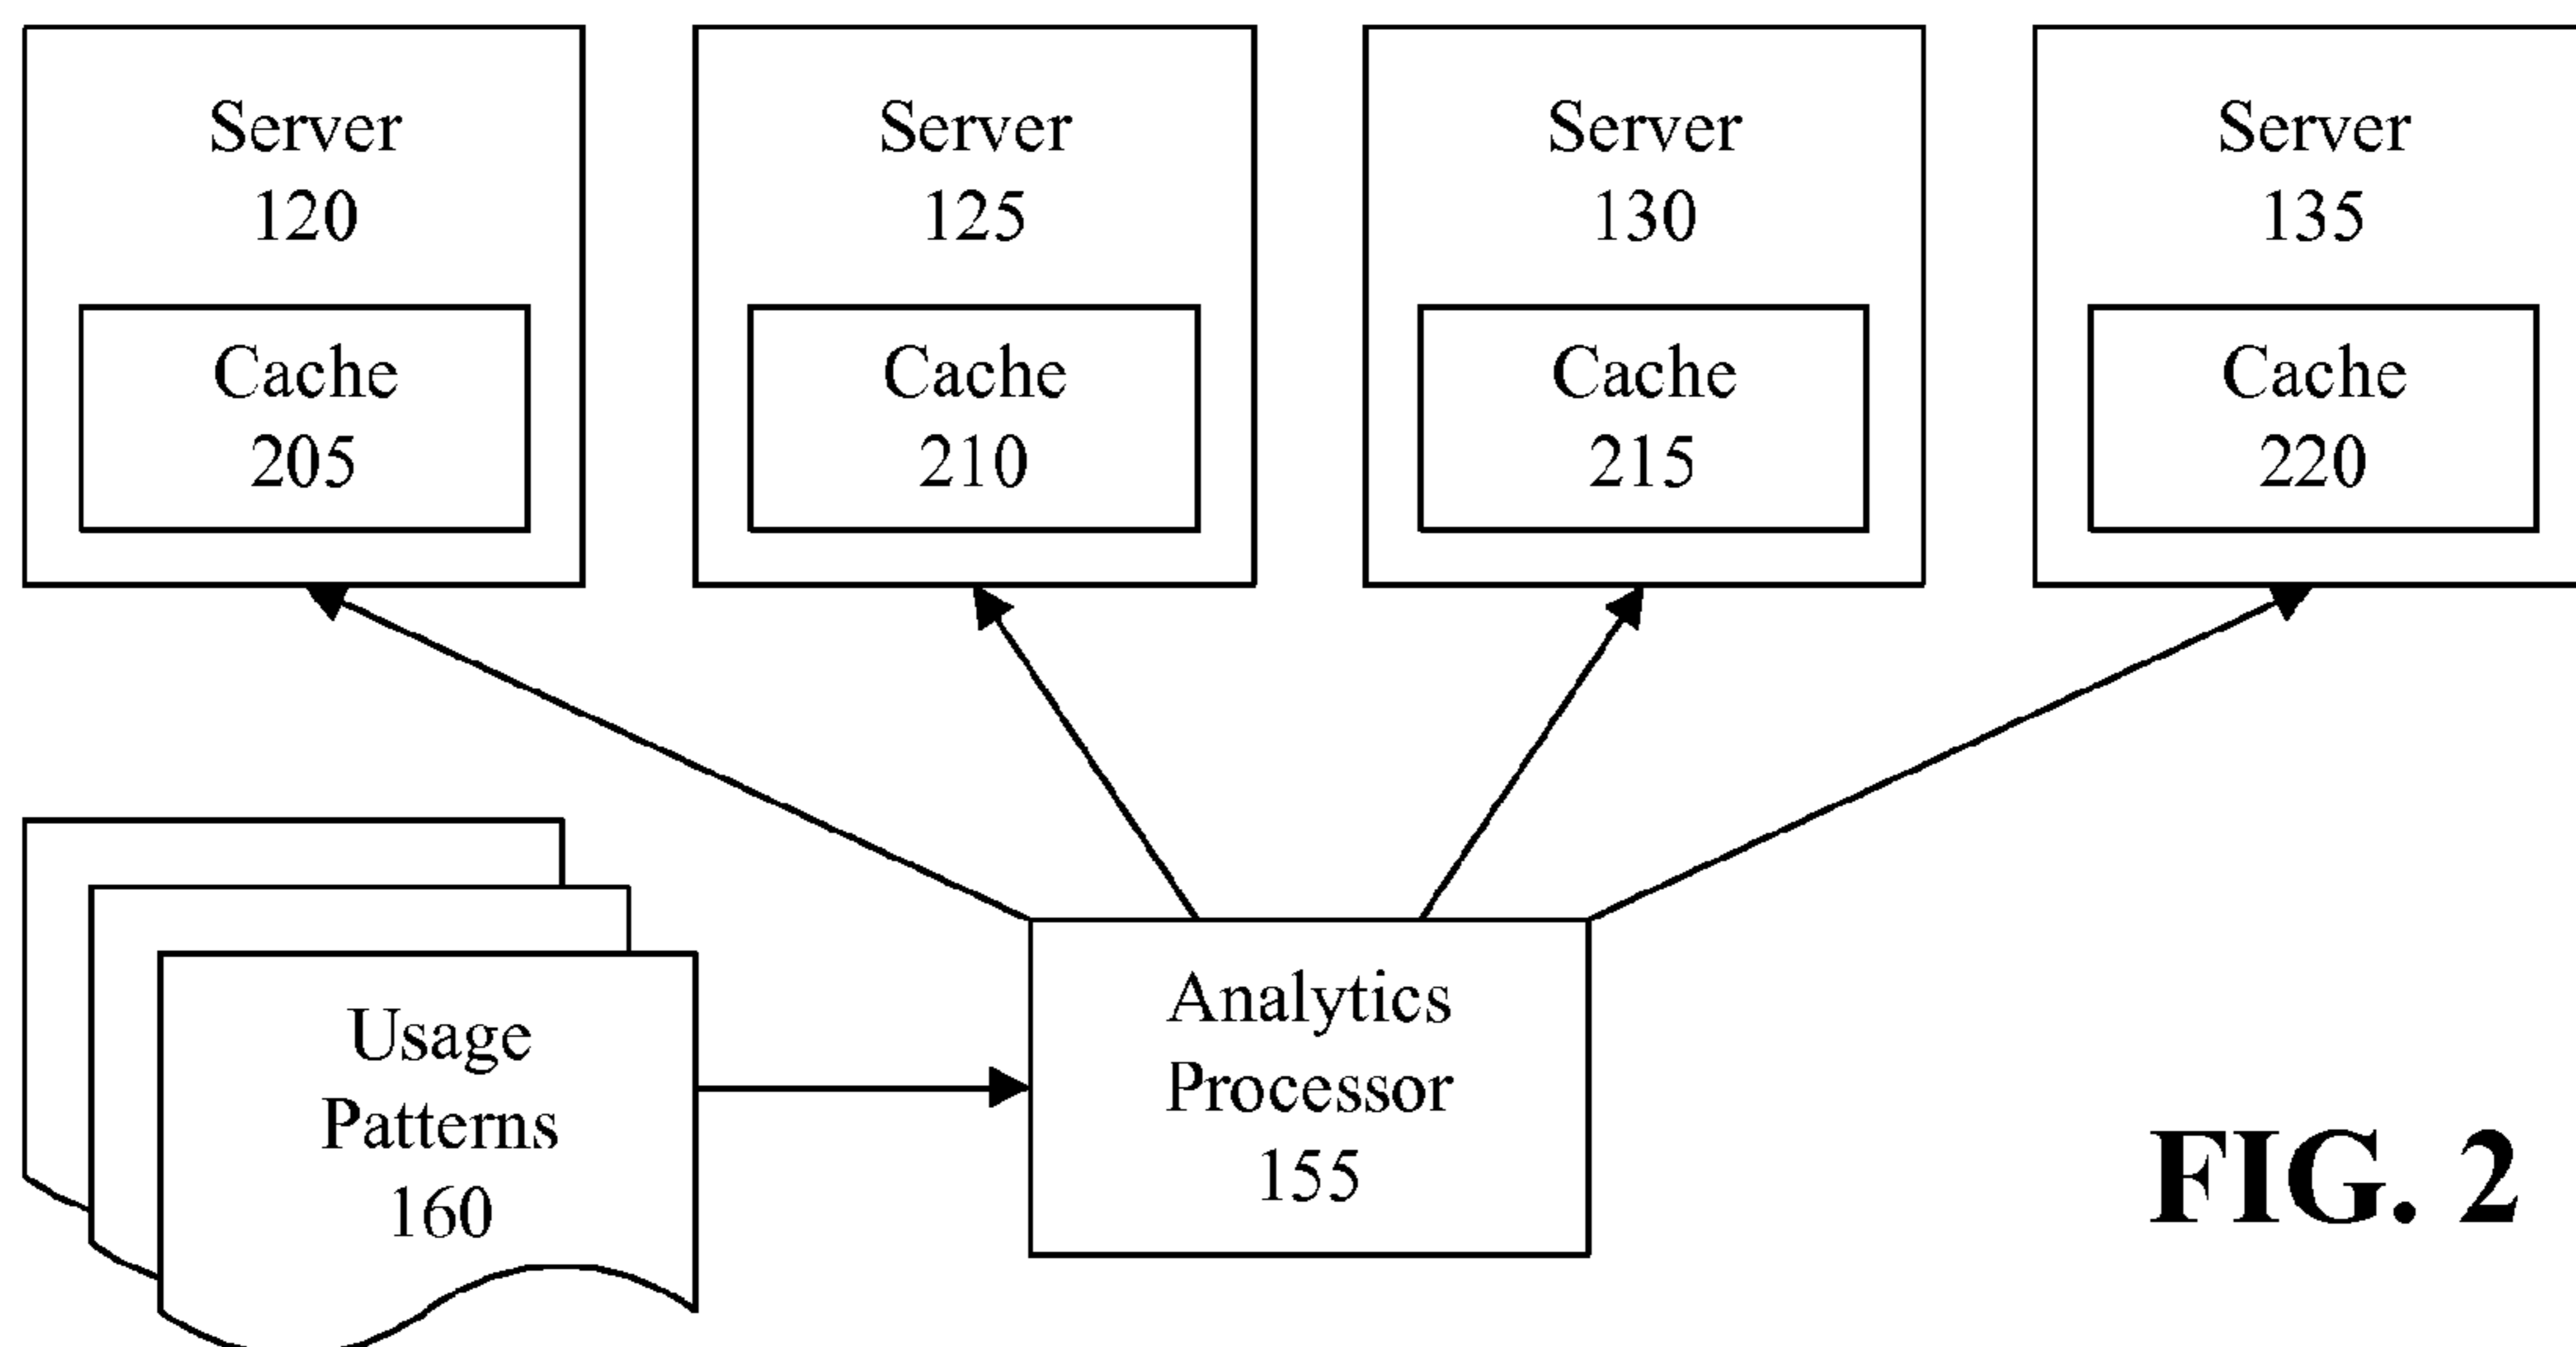 Server
120
Cache
205
Server
125
Cache
210
Server
130
Cache
215
Server
135
Cache
220
Usage
Patterns
160
Analytics
Processor
155
FIG. 2